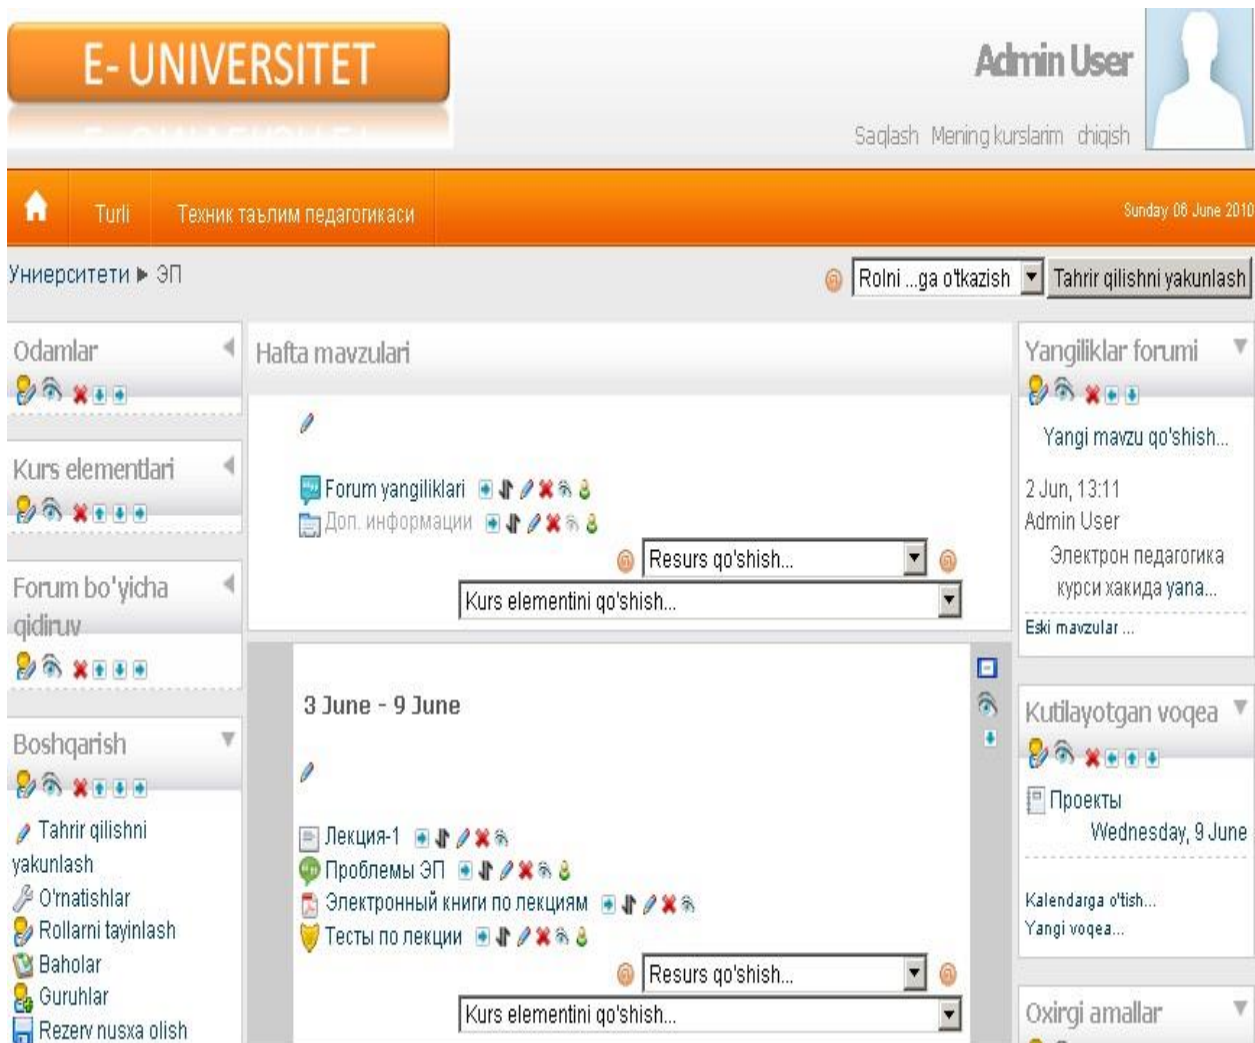 E- UNIVERSITET
Admin User
Saqlash Mening kurslarim chiqish
Turli Техник таълим педагогикаси
Sunday 06 June 2010
Университети ► ЭП
Rolni ...ga o'tkazish Tahrir qilishni yakunlash
Odamlar
Kurs elementlari
Forum bo'yicha
qidiruv
Boshqarish
Tahrir qilishni
yakunlash
O'rnatishlar
Rollarni tayinlash
Baholar
Guruhlar
Rezerv nusxa olish
Hafta mavzulari
Forum yangiliklari
Доп. информации
Resurs qo'shish...
Kurs elementini qo'shish...
3 June - 9 June
Лекция-1
Проблемы ЭП
Электронный книги по лекциям
Тесты по лекции
Resurs qo'shish...
Kurs elementini qo'shish...
Yangiliklar forumi
Yangi mavzu qo'shish...
2 Jun, 13:11
Admin User
Электрон педагогика
курси хакида yana...
Eski mavzular ...
Kutilayotgan voqea
Проекты
Wednesday, 9 June
Kalendarga o'tish...
Yangi voqea...
Oxirgi amallar